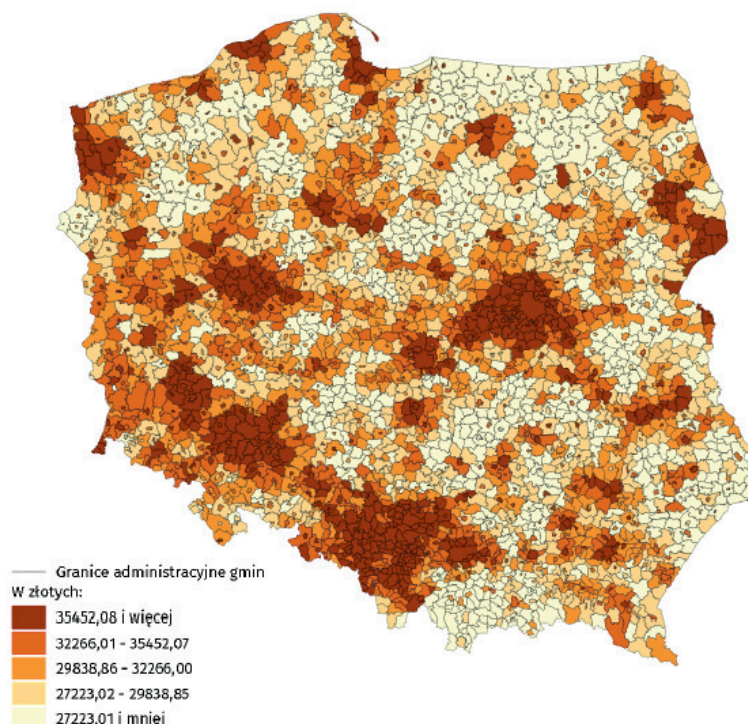 Granice administracyjne gmin
W złotych:
35452,08 i więcej
32266,01 - 35452,07
29838,86 - 32266,00
27223,02 - 29838,85
27223,01 i mniej